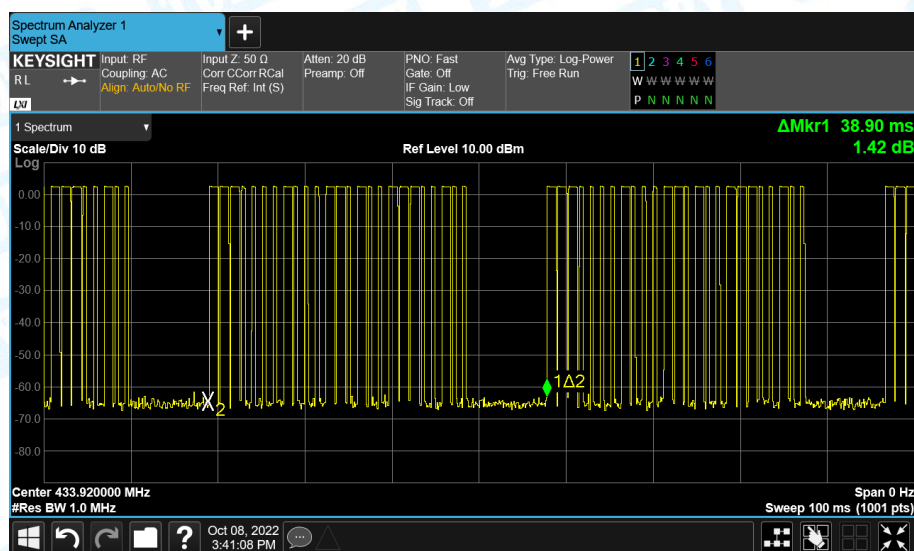 Spectrum Analyzer 1
Swept SA
+
KEYSIGHT
RL
LXI
Input: RF
Coupling: AC
Align: Auto/No RF
Input Z: 50 Ω
Corr CCorr RCal
Freq Ref: Int (S)
Atten: 20 dB
Preamp: Off
PNO: Fast
Gate: Off
IF Gain: Low
Sig Track: Off
Avg Type: Log-Power
Trig: Free Run
1 2 3 4 5 6
W W W W W W
P N N N N N
1 Spectrum
ΔMkr1 38.90 ms
1.42 dB
Scale/Div 10 dB
Ref Level 10.00 dBm
Log
0.00
-10.0
-20.0
-30.0
-40.0
-50.0
-60.0
-70.0
-80.0
1Δ2
X2
Center 433.920000 MHz
#Res BW 1.0 MHz
Span 0 Hz
Sweep 100 ms (1001 pts)
?
Oct 08, 2022
3:41:08 PM